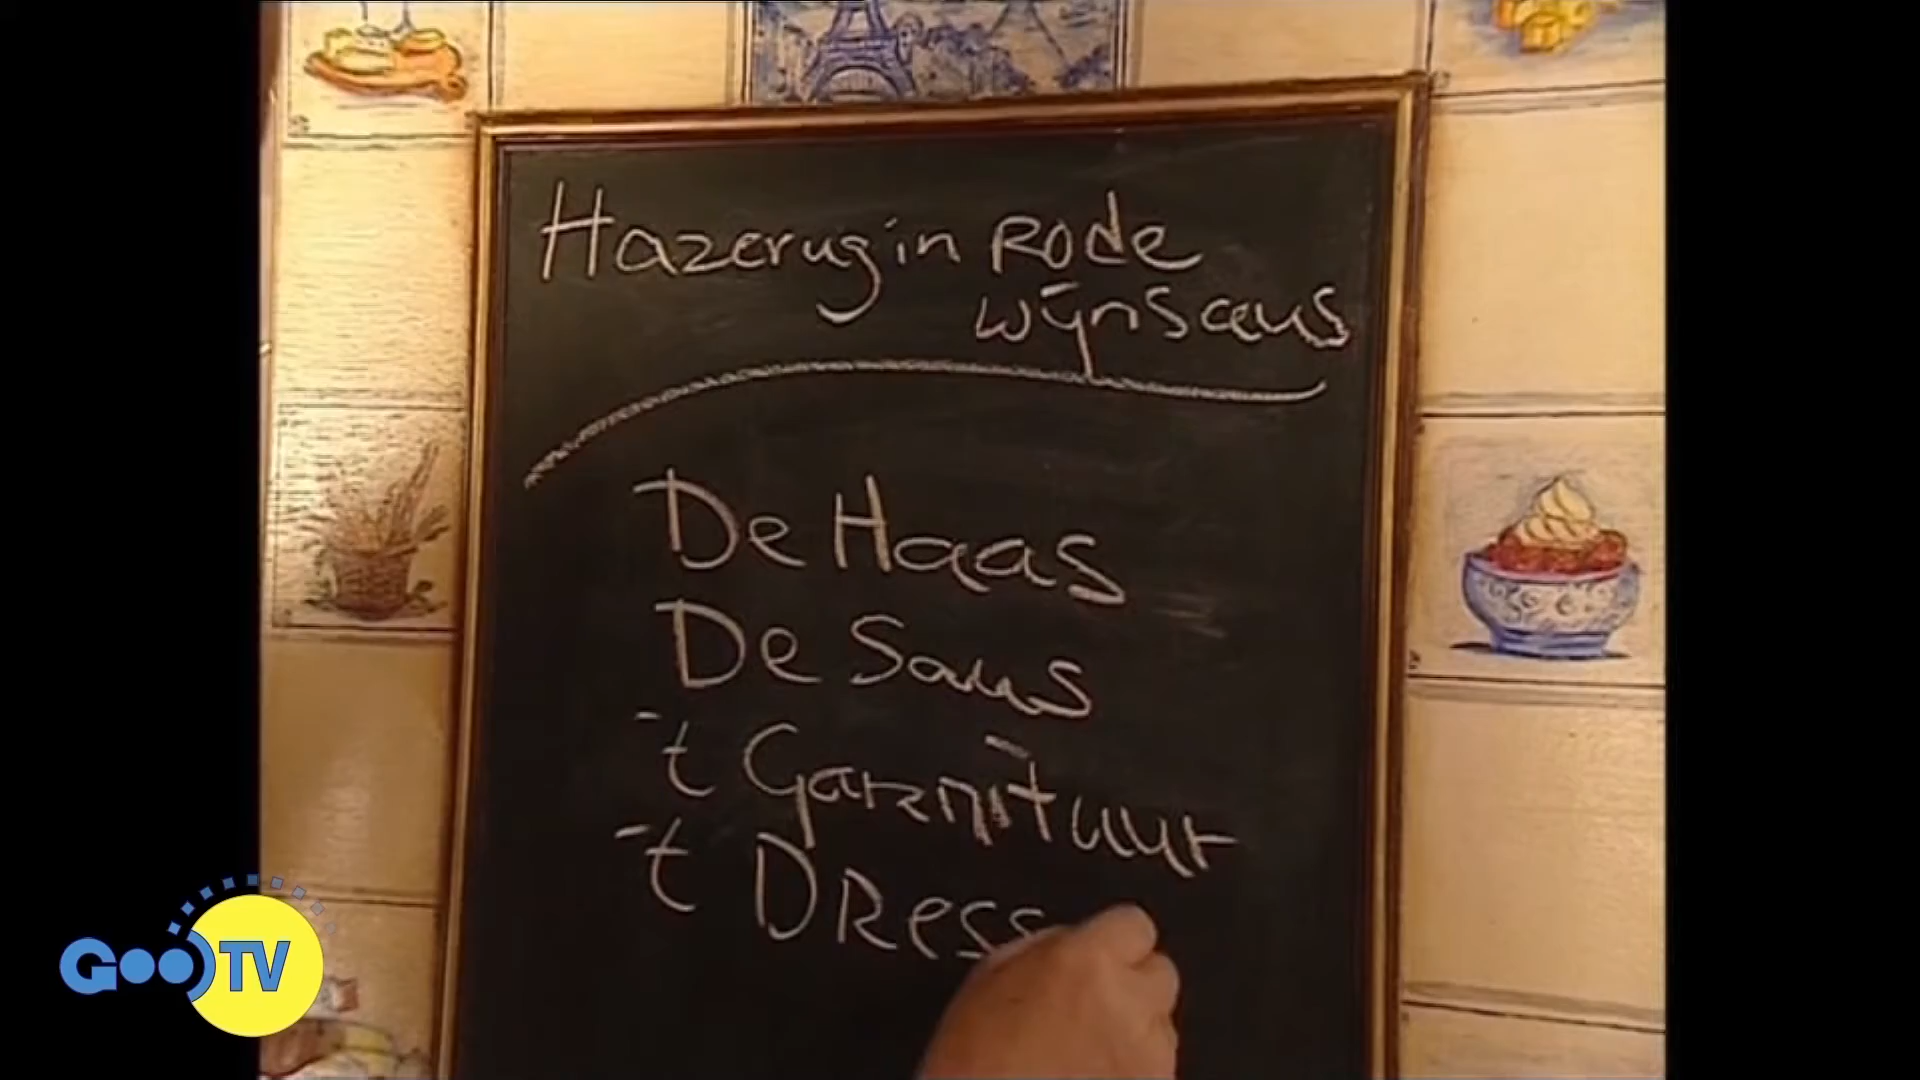 Hazerug in Rode
wijnsaus
De Haas
De Saus
't Garnituur
't DRess
GOOTV